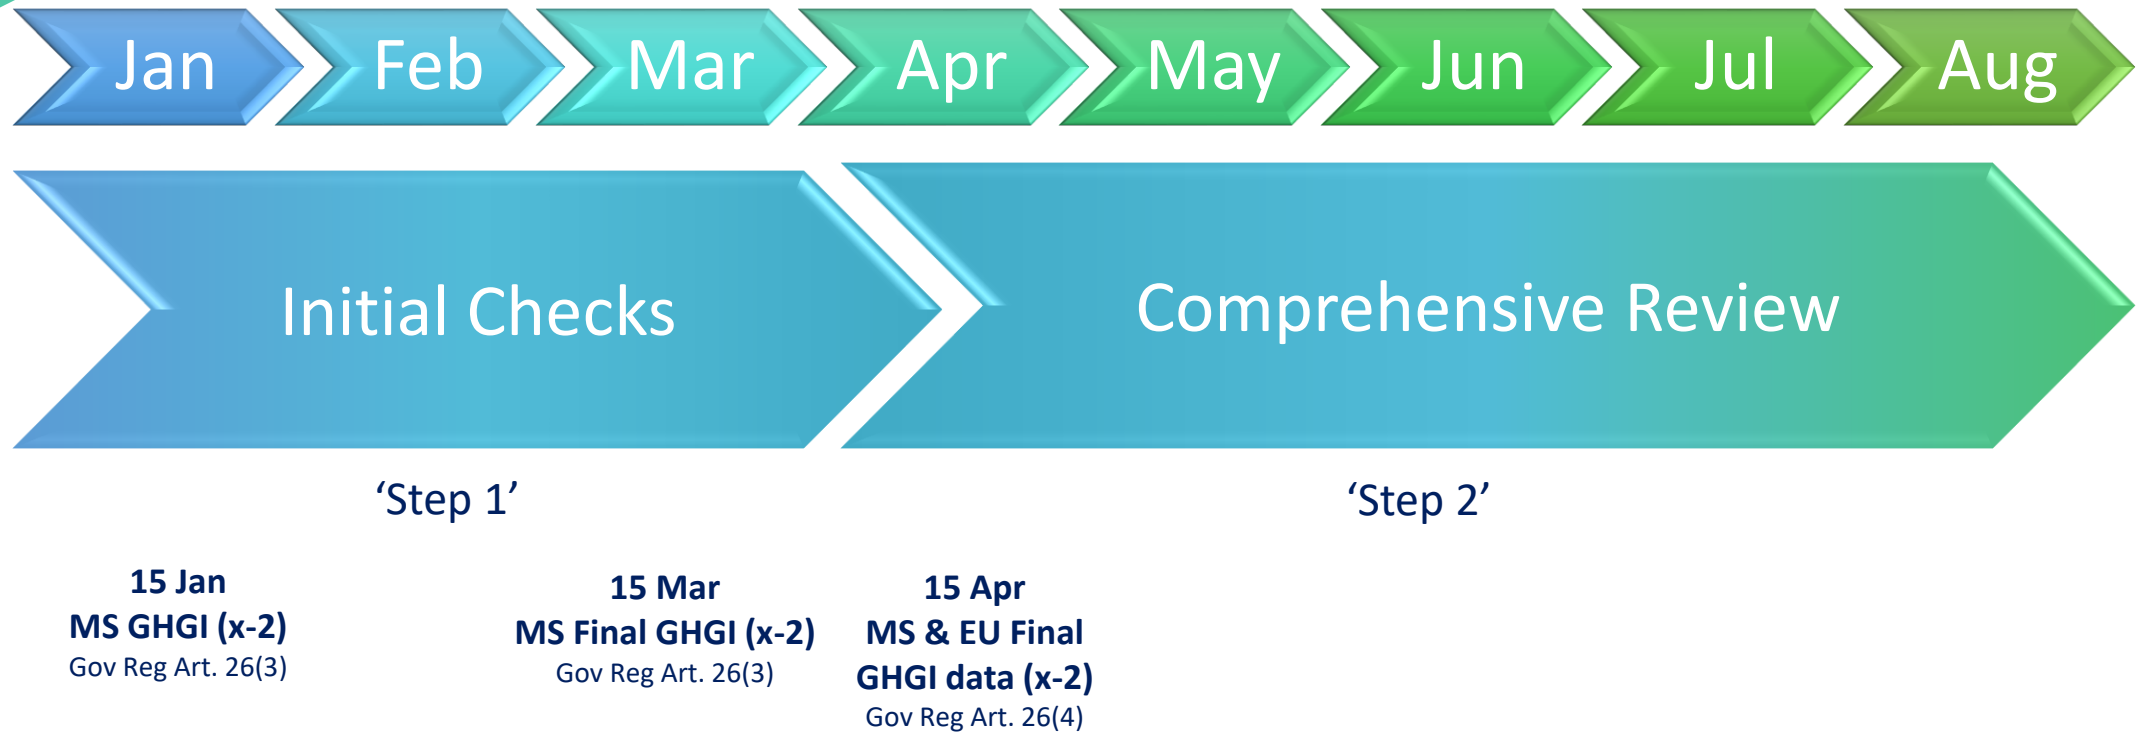 Jan Feb Mar Apr May Jun Jul Aug
Initial Checks
Comprehensive Review
‘Step 1’
‘Step 2’
15 Jan
MS GHGI (x-2)
Gov Reg Art. 26(3)
15 Mar
MS Final GHGI (x-2)
Gov Reg Art. 26(3)
15 Apr
MS & EU Final
GHGI data (x-2)
Gov Reg Art. 26(4)